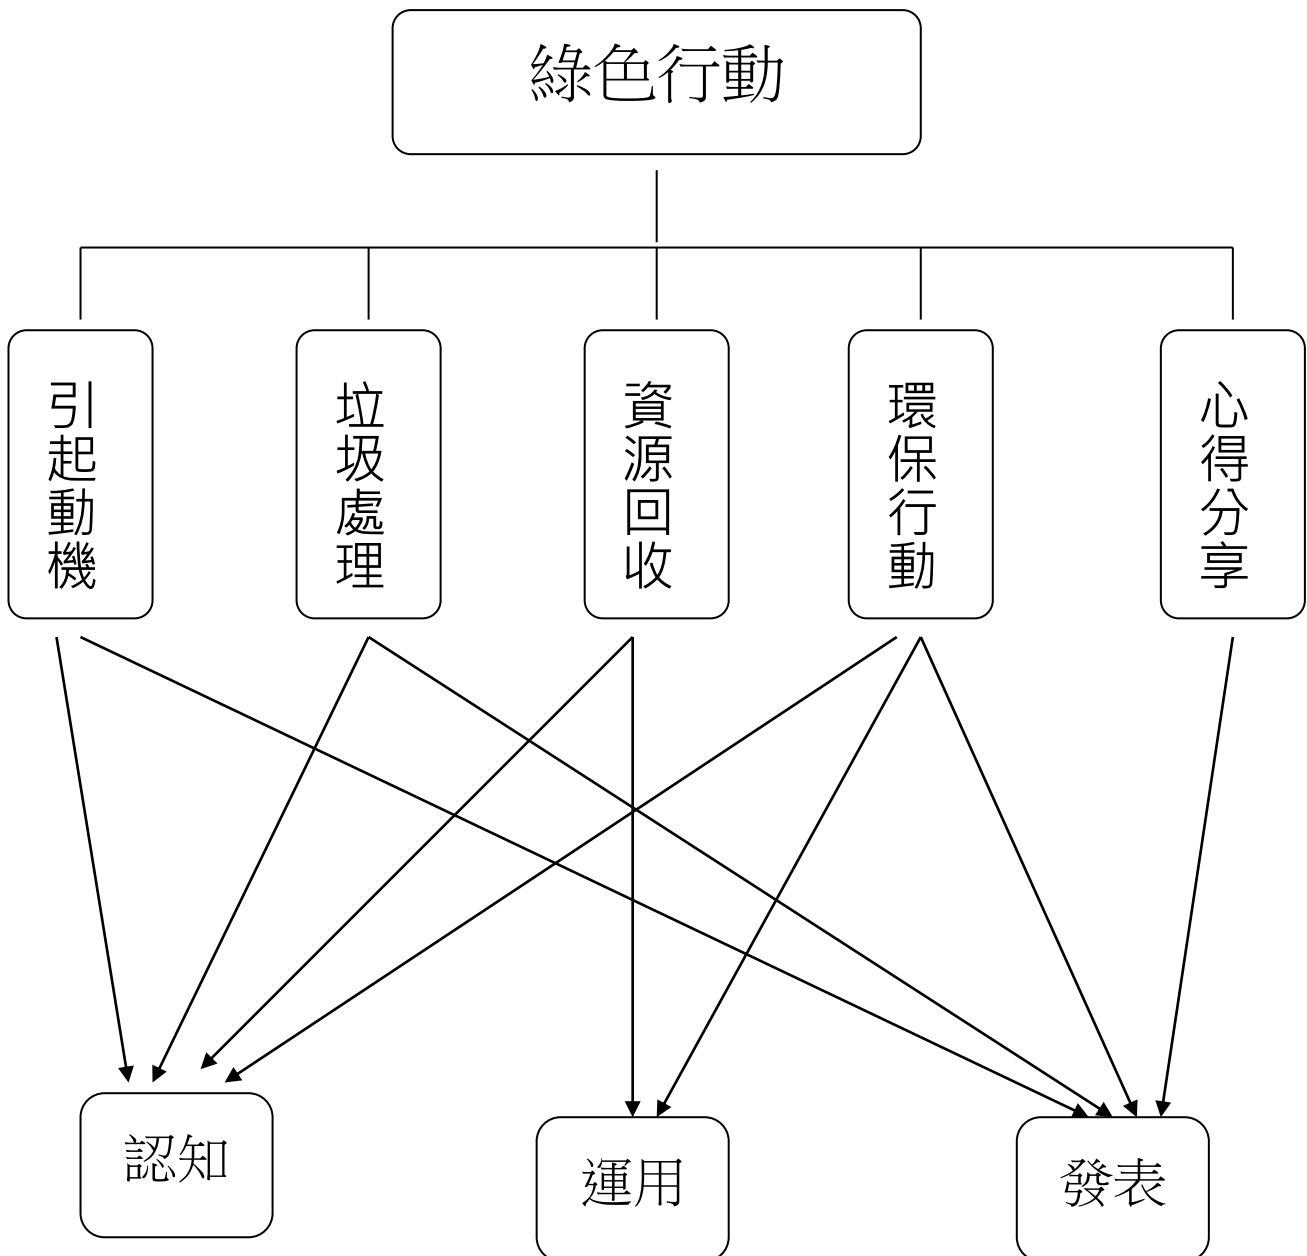 綠色行動
引起動機
垃圾處理
資源回收
環保行動
心得分享
認知
運用
發表